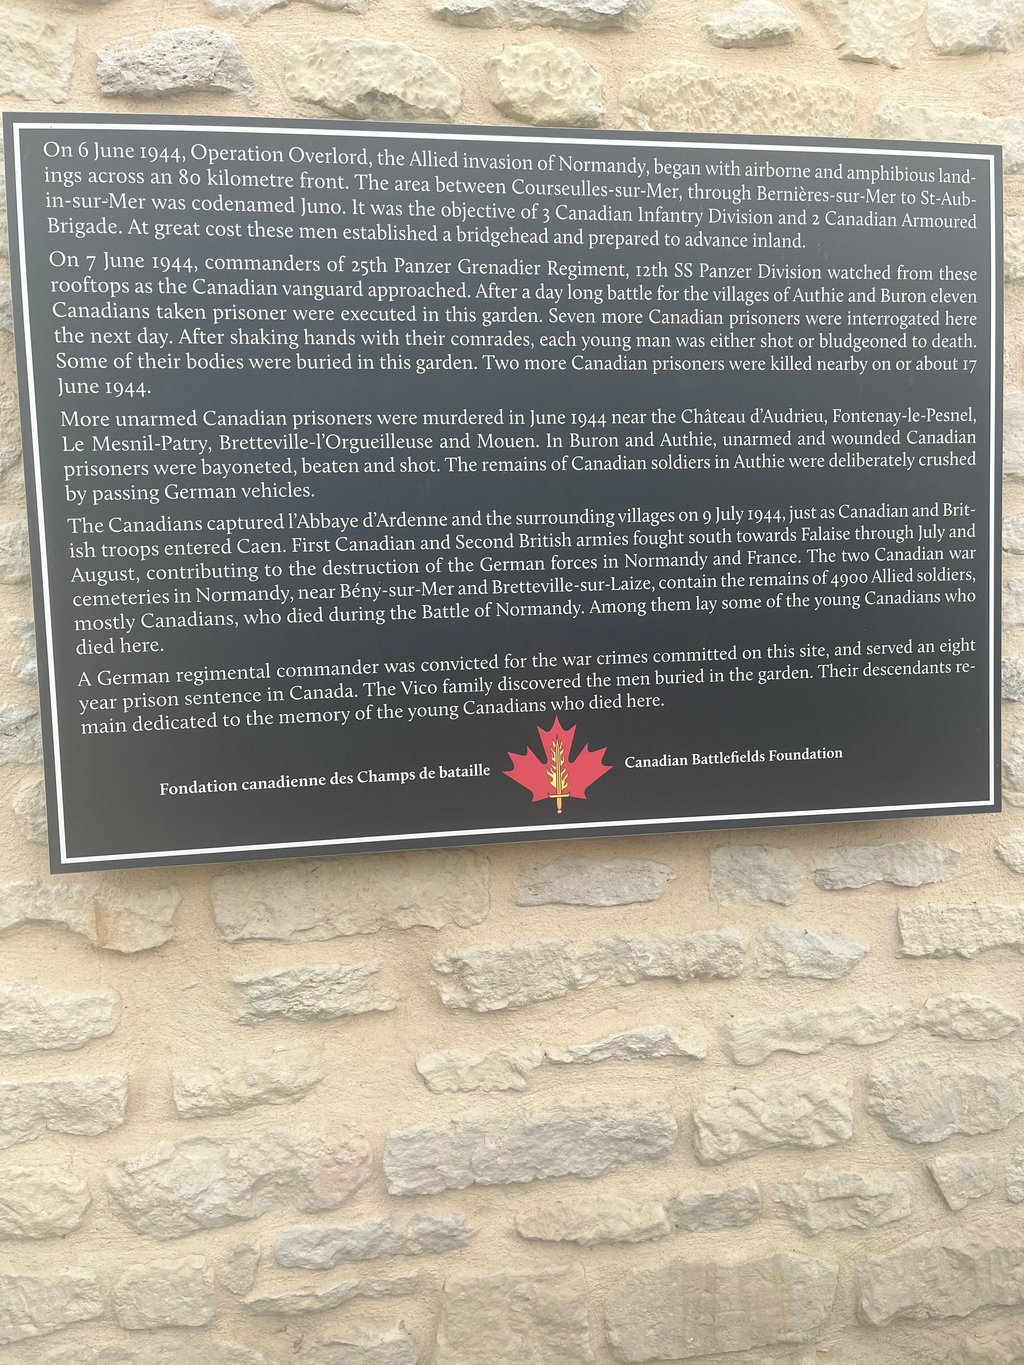 On 6 June 1944, Operation Overlord, the Allied invasion of Normandy, began with airborne and amphibious land-
ings across an 80 kilometre front. The area between Courseulles-sur-Mer, through Bernières-sur-Mer to St-Aub-
in-sur-Mer was codenamed Juno. It was the objective of 3 Canadian Infantry Division and 2 Canadian Armoured
Brigade. At great cost these men established a bridgehead and prepared to advance inland.
On 7 June 1944, commanders of 25th Panzer Grenadier Regiment, 12th SS Panzer Division watched from these
rooftops as the Canadian vanguard approached. After a day long battle for the villages of Authie and Buron eleven
Canadians taken prisoner were executed in this garden. Seven more Canadian prisoners were interrogated here
the next day. After shaking hands with their comrades, each young man was either shot or bludgeoned to death.
Some of their bodies were buried in this garden. Two more Canadian prisoners were killed nearby on or about 17
June 1944.
More unarmed Canadian prisoners were murdered in June 1944 near the Château d'Audrieu, Fontenay-le-Pesnel,
Le Mesnil-Patry, Bretteville-l'Orgueilleuse and Mouen. In Buron and Authie, unarmed and wounded Canadian
prisoners were bayoneted, beaten and shot. The remains of Canadian soldiers in Authie were deliberately crushed
by passing German vehicles.
The Canadians captured l'Abbaye d'Ardenne and the surrounding villages on 9 July 1944, just as Canadian and Brit-
ish troops entered Caen. First Canadian and Second British armies fought south towards Falaise through July and
August, contributing to the destruction of the German forces in Normandy and France. The two Canadian war
cemeteries in Normandy, near Bény-sur-Mer and Bretteville-sur-Laize, contain the remains of 4900 Allied soldiers,
mostly Canadians, who died during the Battle of Normandy. Among them lay some of the young Canadians who
died here.
A German regimental commander was convicted for the war crimes committed on this site, and served an eight
year prison sentence in Canada. The Vico family discovered the men buried in the garden. Their descendants re-
main dedicated to the memory of the young Canadians who died here.
Fondation canadienne des Champs de bataille
Canadian Battlefields Foundation